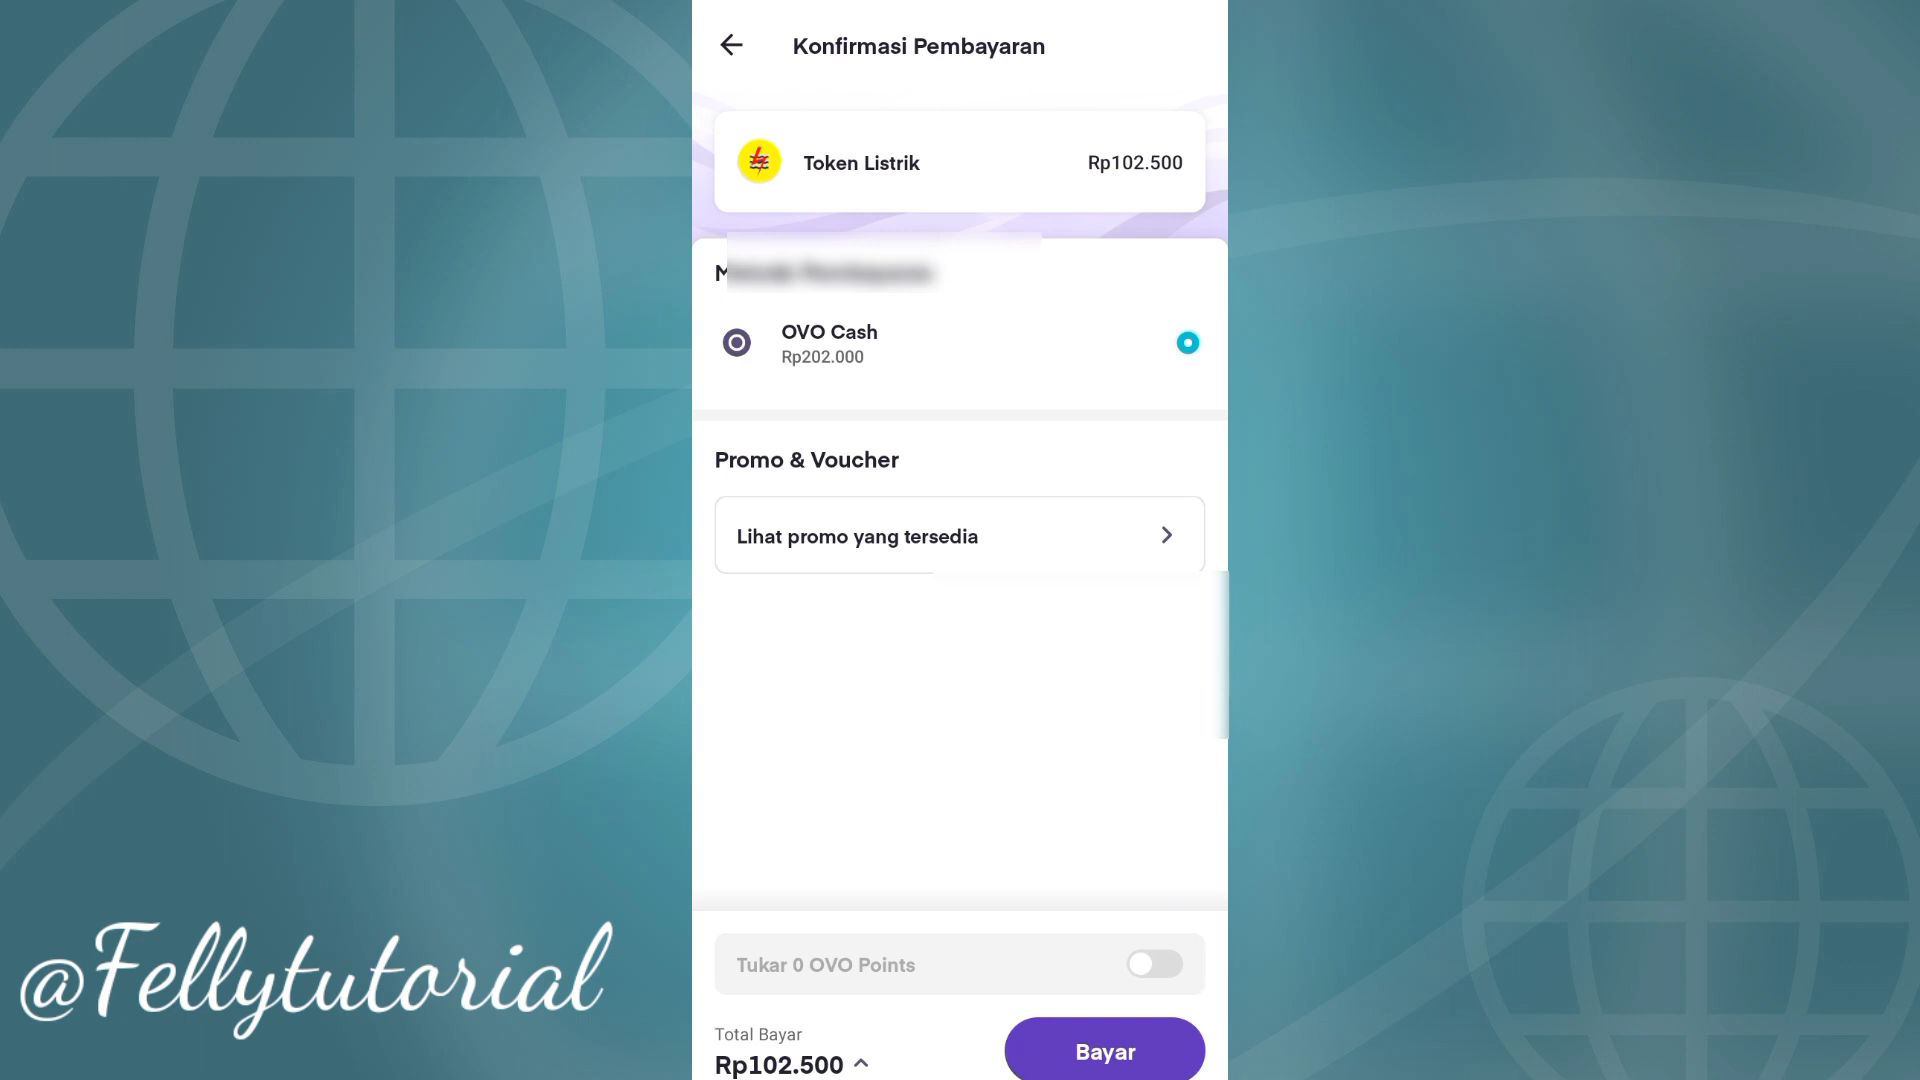 Konfirmasi Pembayaran
Token Listrik Rp102.500
OVO Cash
Rp202.000
Promo & Voucher
Lihat promo yang tersedia
Tukar 0 OVO Points
Total Bayar
Rp102.500
Bayar
@Fellytutorial